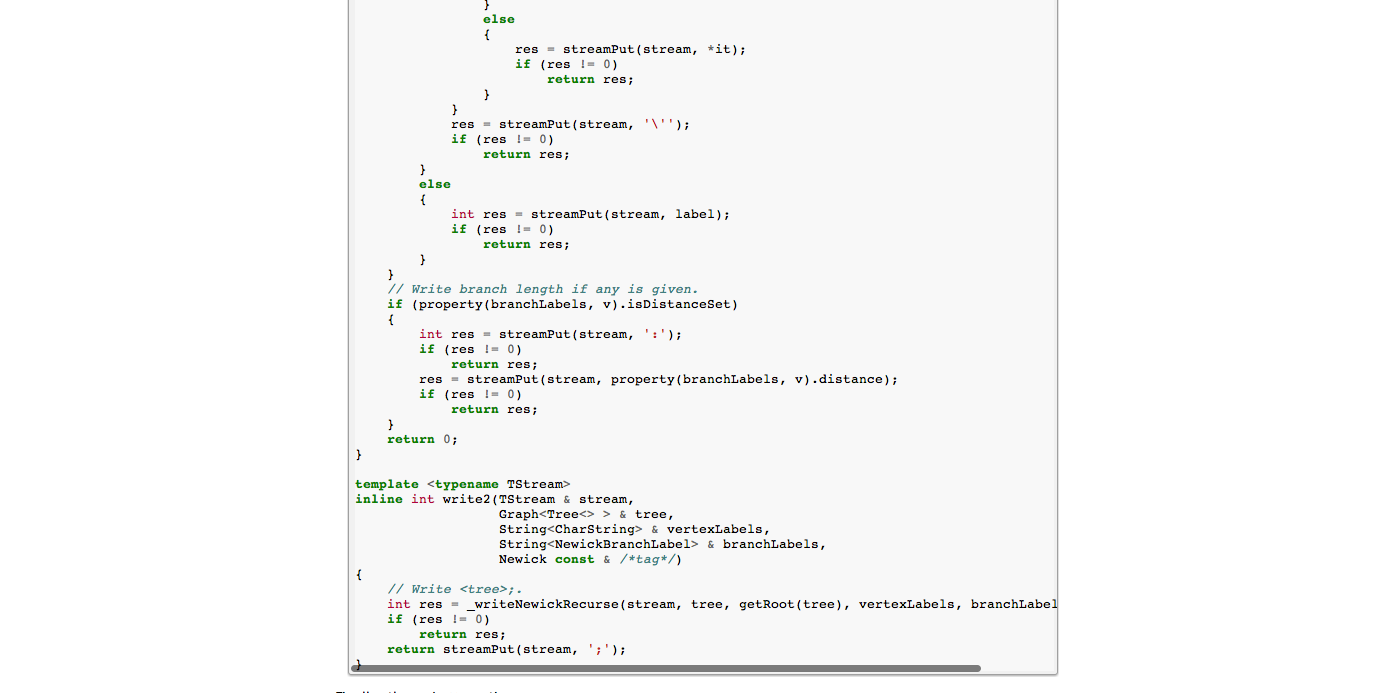 }
                else
                {
                    res = streamPut(stream, *it);
                    if (res != 0)
                        return res;
                }
            }
            res = streamPut(stream, '\'');
            if (res != 0)
                return res;
        }
        else
        {
            int res = streamPut(stream, label);
            if (res != 0)
                return res;
        }
    }
    // Write branch length if any is given.
    if (property(branchLabels, v).isDistanceSet)
    {
        int res = streamPut(stream, ':');
        if (res != 0)
            return res;
        res = streamPut(stream, property(branchLabels, v).distance);
        if (res != 0)
            return res;
    }
    return 0;
}

template <typename TStream>
inline int write2(TStream & stream,
                  Graph<Tree<> > & tree,
                  String<CharString> & vertexLabels,
                  String<NewickBranchLabel> & branchLabels,
                  Newick const & /*tag*/)
{
    // Write <tree>;.
    int res = _writeNewickRecurse(stream, tree, getRoot(tree), vertexLabels, branchLabel
    if (res != 0)
        return res;
    return streamPut(stream, ';');
}